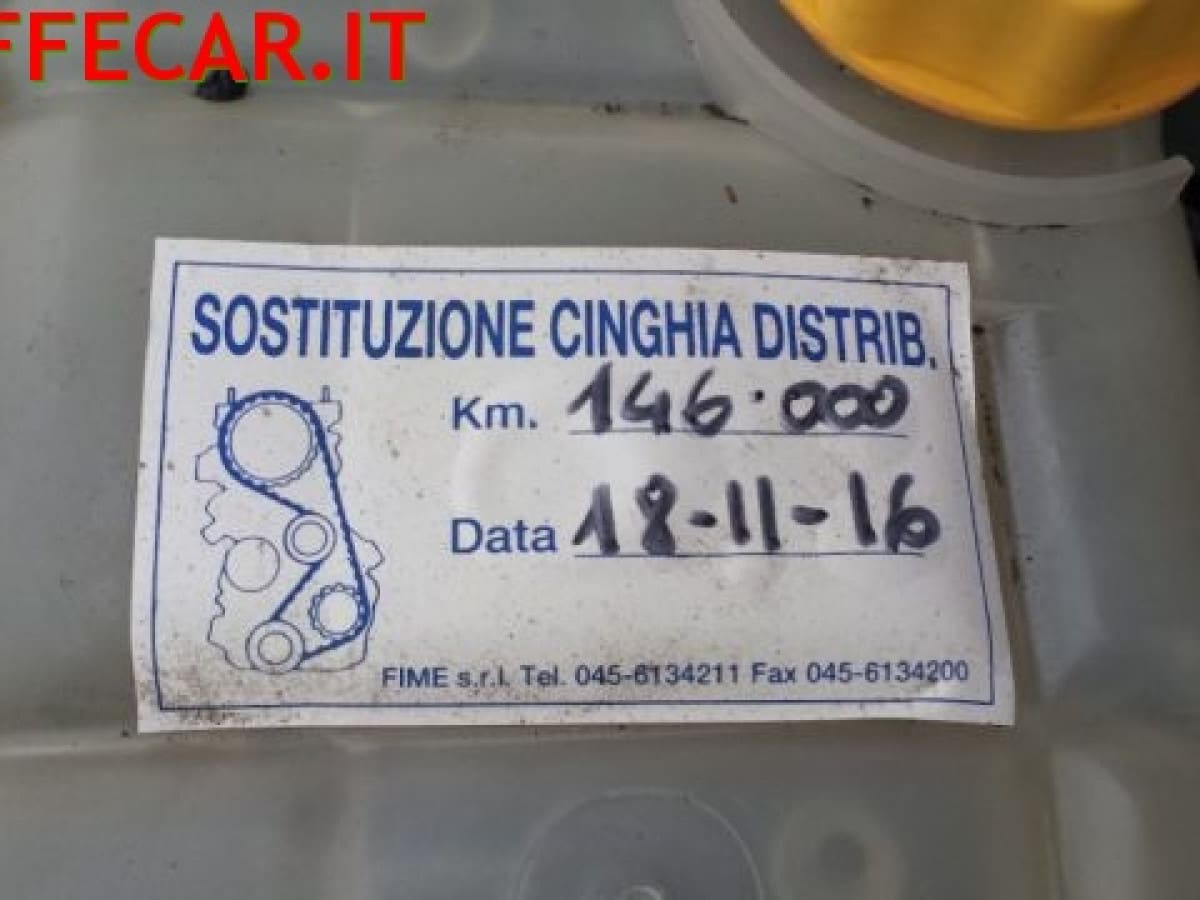 FFECAR.IT
SOSTITUZIONE CINGHIA DISTRIB.
Km. 146.000
Data 18-11-16
FIME s.r.l. Tel. 045-6134211 Fax 045-6134200